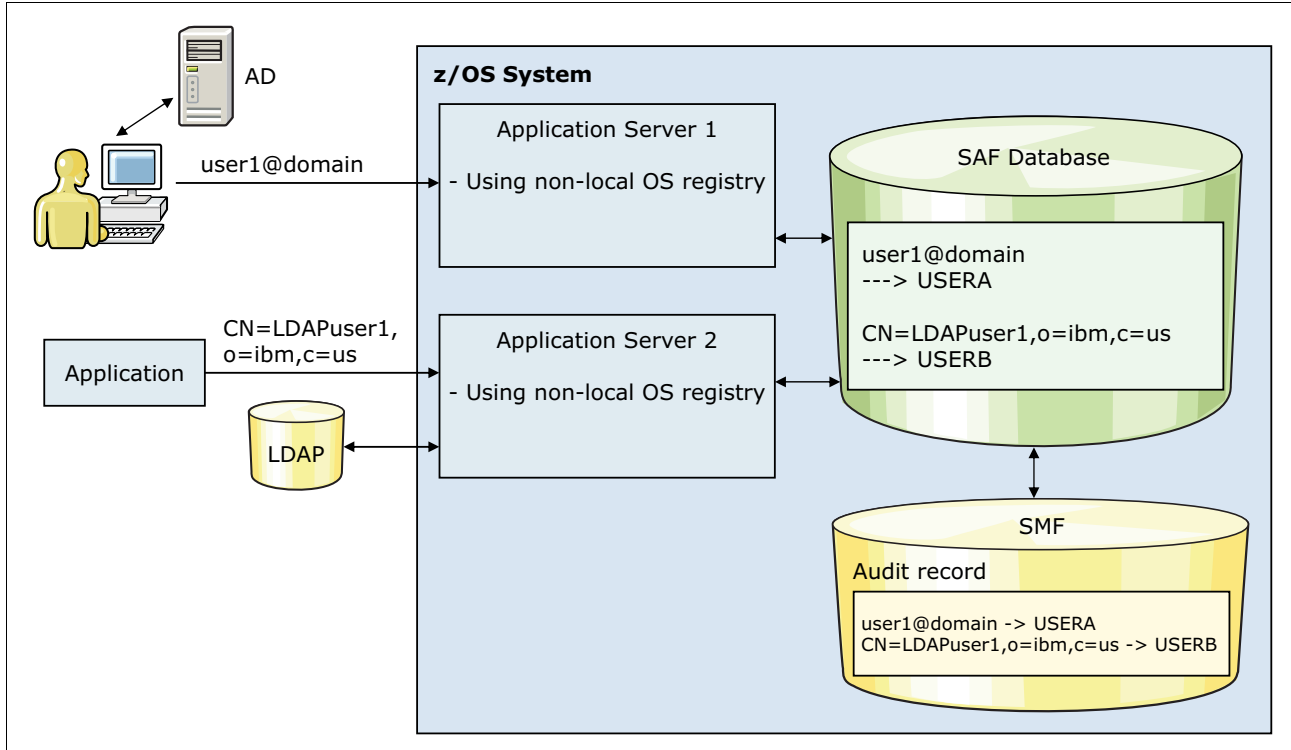 AD
user1@domain
z/OS System
Application Server 1
- Using non-local OS registry
SAF Database
user1@domain
---> USERA
CN=LDAPuser1,o=ibm,c=us
---> USERB
CN=LDAPuser1,
o=ibm,c=us
Application
LDAP
Application Server 2
- Using non-local OS registry
SMF
Audit record
user1@domain -> USERA
CN=LDAPuser1,o=ibm,c=us -> USERB